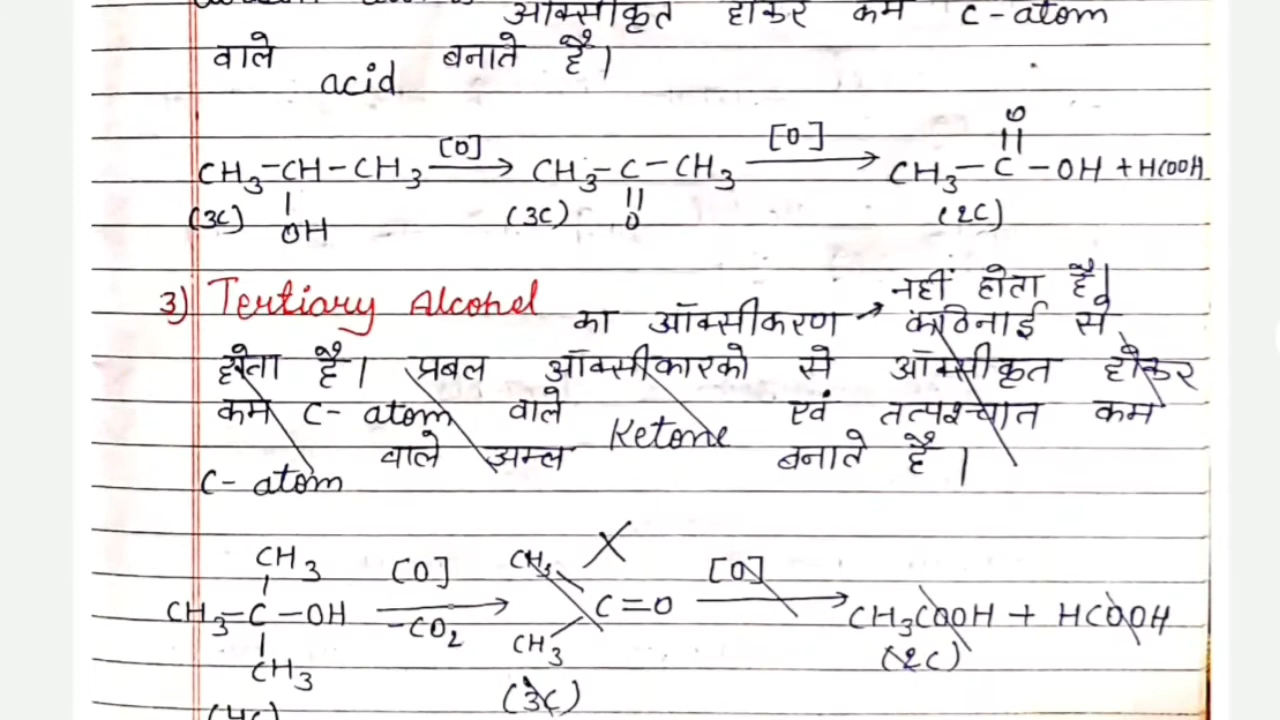 ऑक्सीकृत होकर कम C-atom
वाले acid बनाते है।
CH3-CH-CH3 [O] → CH3-C-CH3 [O] → CH3-C-OH + HCOOH
O
||
|
OH
||
O
(3C) (3C) (2C)
3) Tertiary Alcohol का ऑक्सीकरण → नहीं होता है।
कठिनाई से
होता है। प्रबल ऑक्सीकारको से ऑक्सीकृत होकर
कम C-atom वाले Ketone एवं तत्पश्चात कम
C-atom वाले अम्ल बनाते है।
CH3 [O] CH3 X [O]
CH3-C-OH → C=O → CH3COOH + HCOOH
-CO2
CH3 CH3 (2C)
(3C)
(4C)